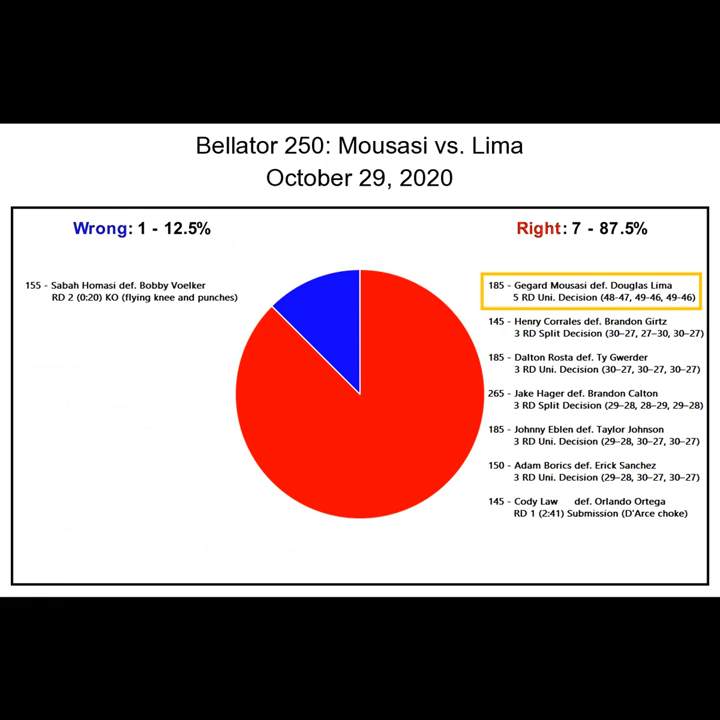 Bellator 250: Mousasi vs. Lima
October 29, 2020
Wrong: 1 - 12.5%
155 - Sabah Homasi def. Bobby Voelker
RD 2 (0:20) KO (flying knee and punches)
Right: 7 - 87.5%
185 - Gegard Mousasi def. Douglas Lima
5 RD Uni. Decision (48-47, 49-46, 49-46)
145 - Henry Corrales def. Brandon Girtz
3 RD Split Decision (30–27, 27–30, 30–27)
185 - Dalton Rosta def. Ty Gwerder
3 RD Uni. Decision (30–27, 30–27, 30–27)
265 - Jake Hager def. Brandon Calton
3 RD Split Decision (29–28, 28–29, 29–28)
185 - Johnny Eblen def. Taylor Johnson
3 RD Uni. Decision (29–28, 30–27, 30–27)
150 - Adam Borics def. Erick Sanchez
3 RD Uni. Decision (29–28, 30–27, 30–27)
145 - Cody Law def. Orlando Ortega
RD 1 (2:41) Submission (D'Arce choke)